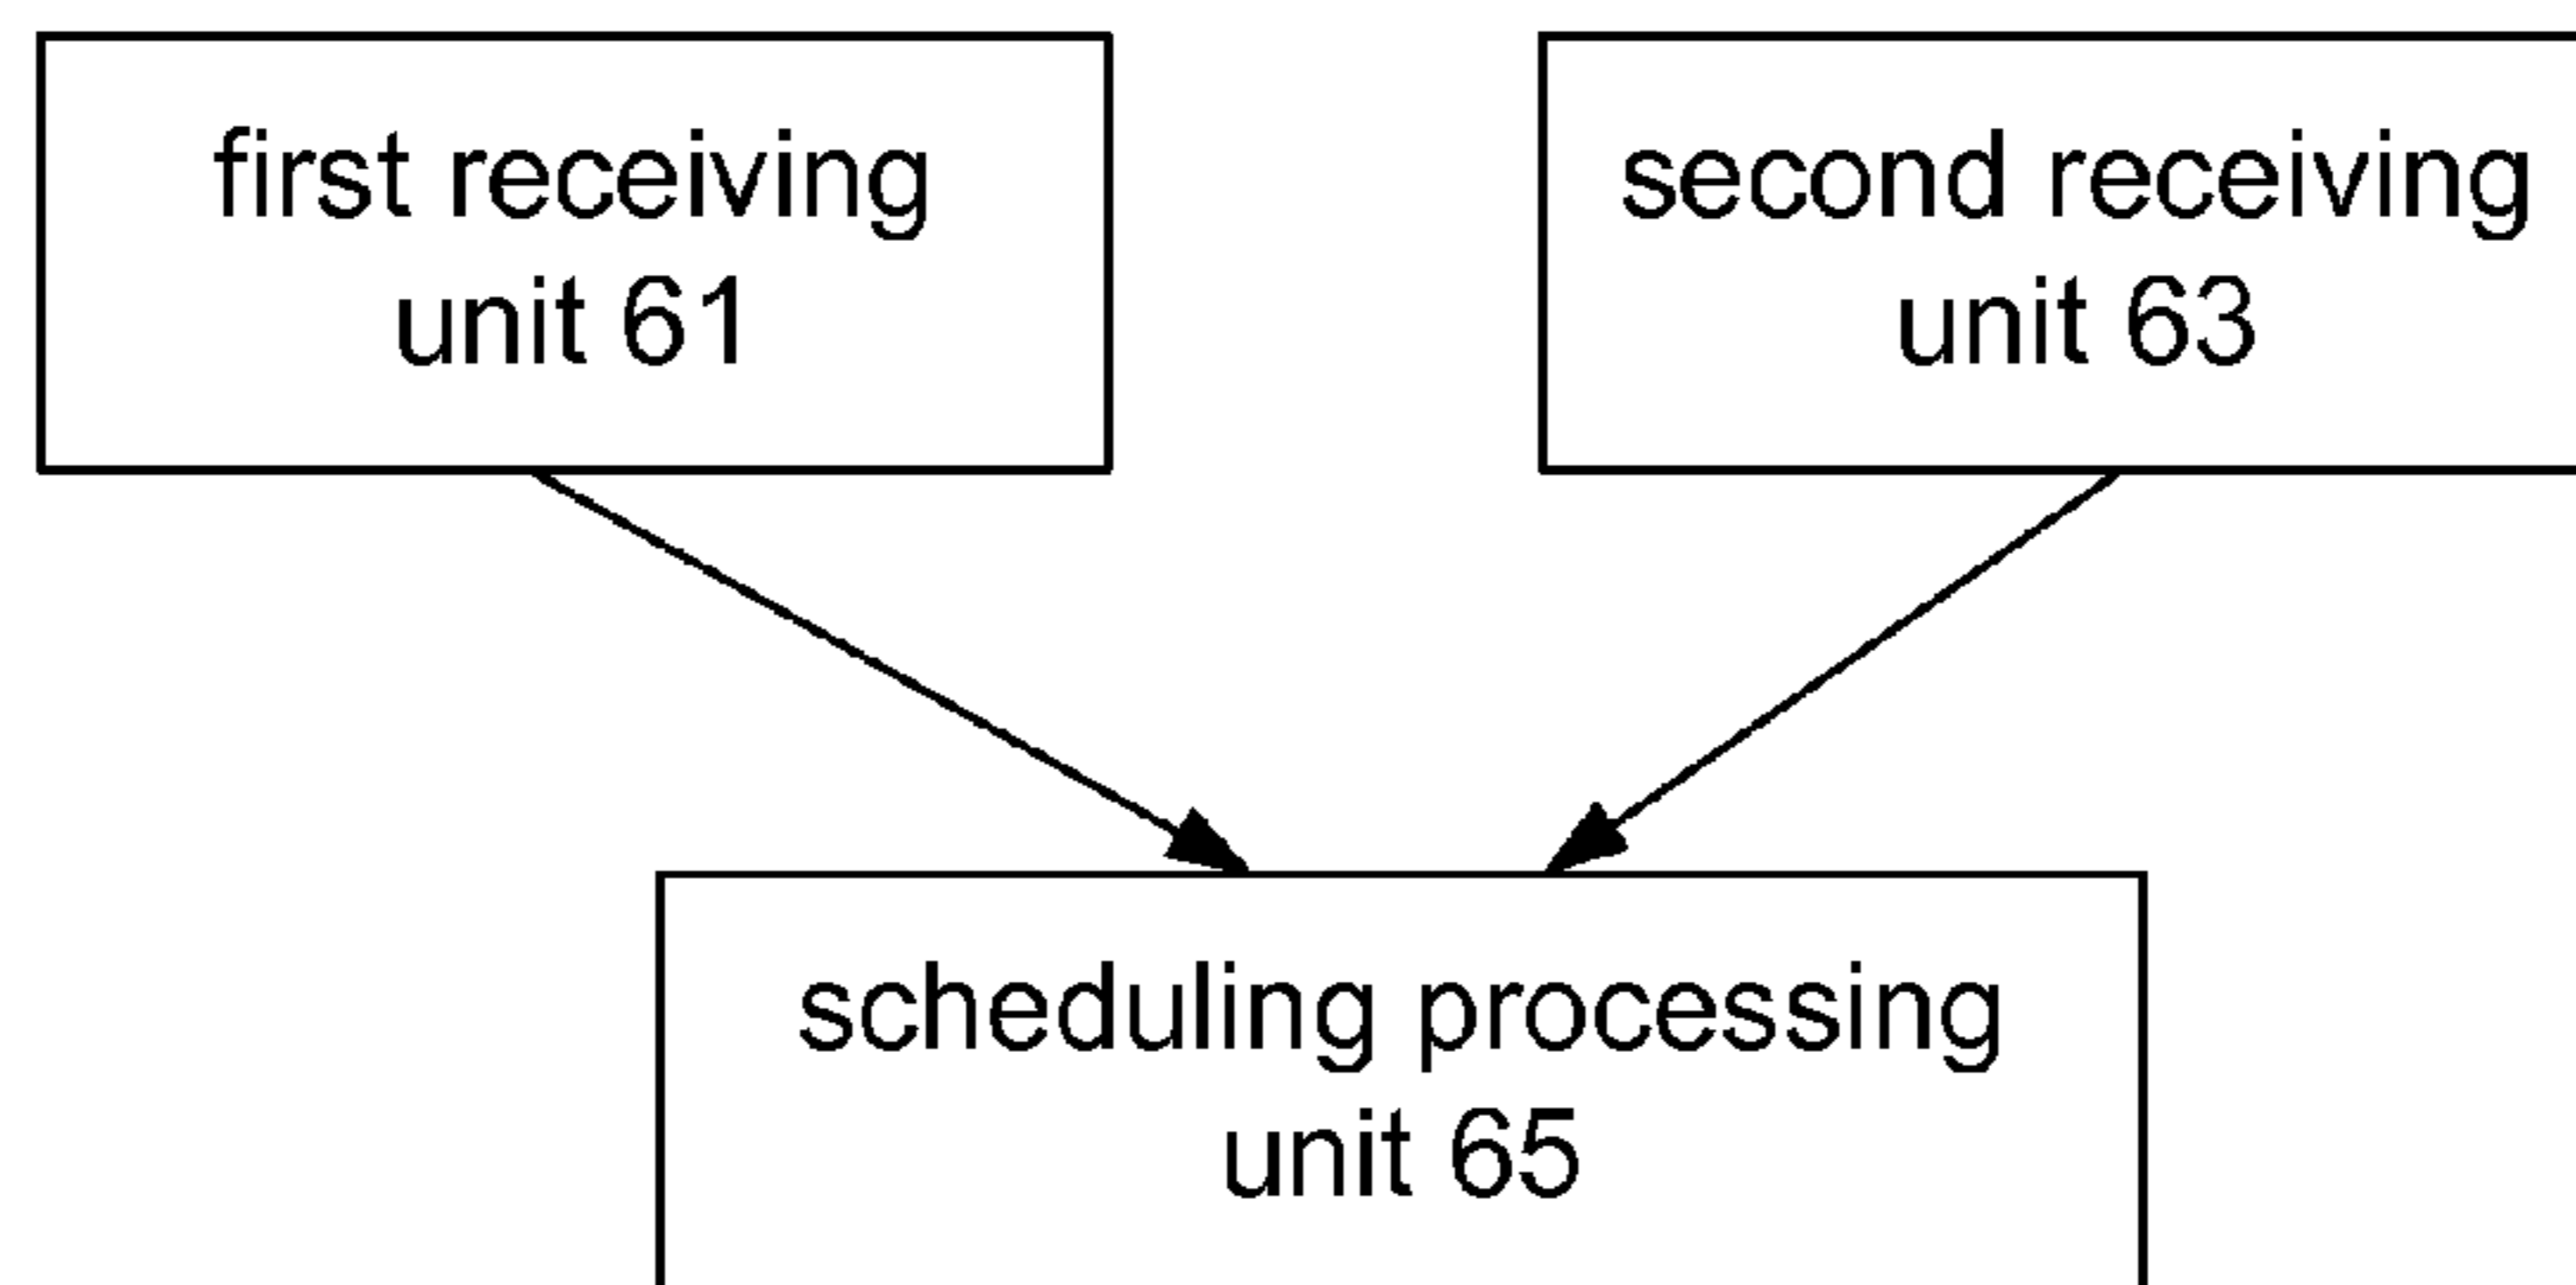 first receiving
unit 61
second receiving
unit 63
scheduling processing
unit 65